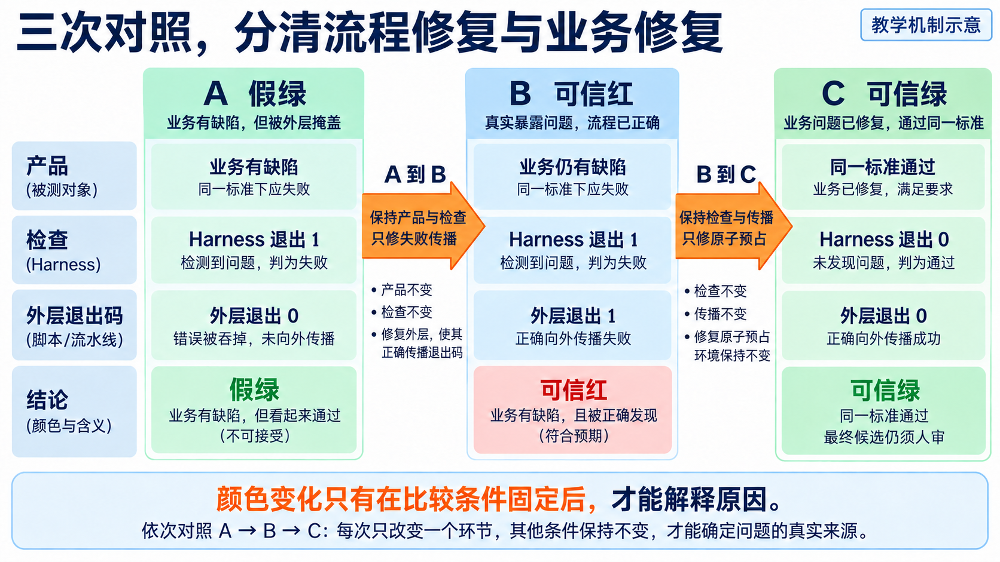 三次对照，分清流程修复与业务修复
教学机制示意
A 假绿
业务有缺陷，但被外层掩盖
B 可信红
真实暴露问题，流程已正确
C 可信绿
业务问题已修复，通过同一标准
产品
(被测对象)
业务有缺陷
同一标准下应失败
A 到 B
保持产品与检查
只修失败传播
业务仍有缺陷
同一标准下应失败
B 到 C
保持检查与传播
只修原子预占
同一标准通过
业务已修复，满足要求
检查
(Harness)
Harness 退出 1
检测到问题，判为失败
Harness 退出 1
检测到问题，判为失败
Harness 退出 0
未发现问题，判为通过
外层退出码
(脚本/流水线)
外层退出 0
错误被吞掉，未向外传播
• 产品不变
• 检查不变
• 修复外层，使其
正确传播退出码
外层退出 1
正确向外传播失败
• 检查不变
• 传播不变
• 修复原子预占
环境保持不变
外层退出 0
正确向外传播成功
结论
(颜色与含义)
假绿
业务有缺陷，但看起来通过
（不可接受）
可信红
业务有缺陷，且被正确发现
（符合预期）
可信绿
同一标准通过
最终候选仍须人审
颜色变化只有在比较条件固定后，才能解释原因。
依次对照 A → B → C：每次只改变一个环节，其他条件保持不变，才能确定问题的真实来源。